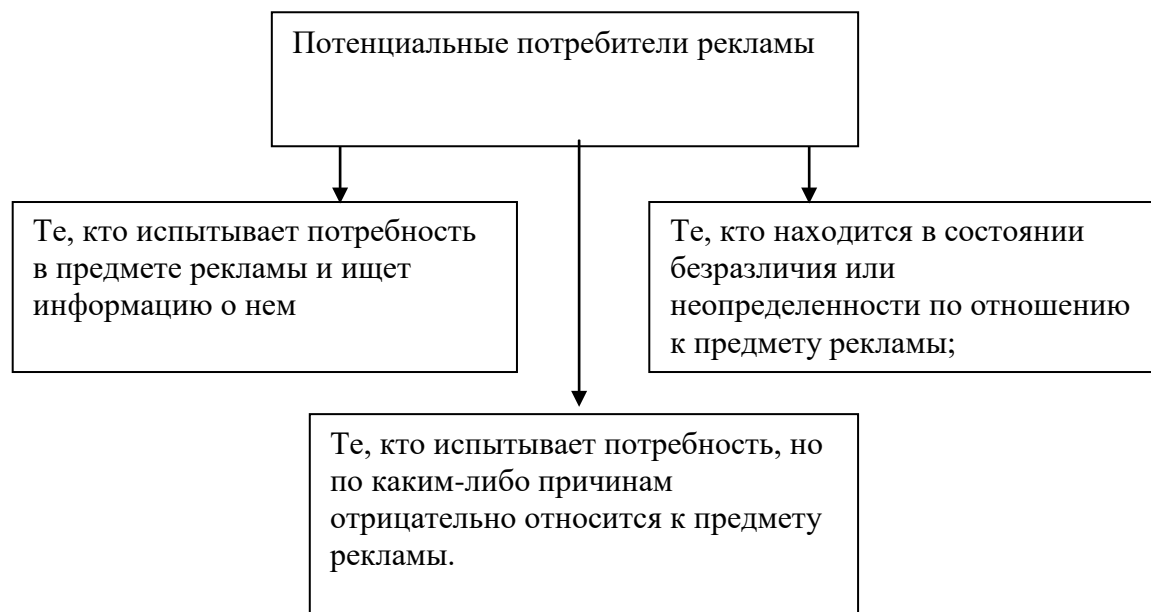 Потенциальные потребители рекламы
Те, кто испытывает потребность
в предмете рекламы и ищет
информацию о нем
Те, кто находится в состоянии
безразличия или
неопределенности по отношению
к предмету рекламы;
Те, кто испытывает потребность, но
по каким-либо причинам
отрицательно относится к предмету
рекламы.